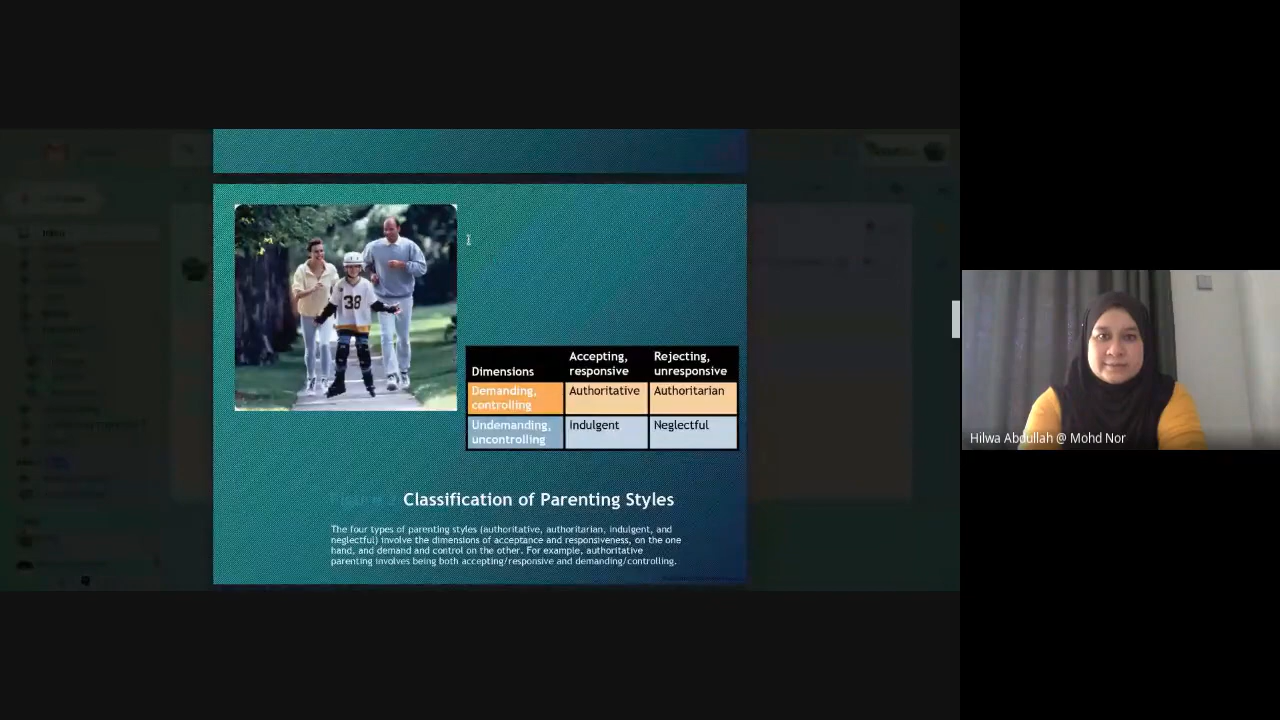 38
Dimensions
Accepting,
responsive
Rejecting,
unresponsive
Demanding,
controlling
Authoritative
Authoritarian
Undemanding,
uncontrolling
Indulgent
Neglectful
Classification of Parenting Styles
The four types of parenting styles (authoritative, authoritarian, indulgent, and
neglectful) involve the dimensions of acceptance and responsiveness, on the one
hand, and demand and control on the other. For example, authoritative
parenting involves being both accepting/responsive and demanding/controlling.
Hilwa Abdullah @ Mohd Nor